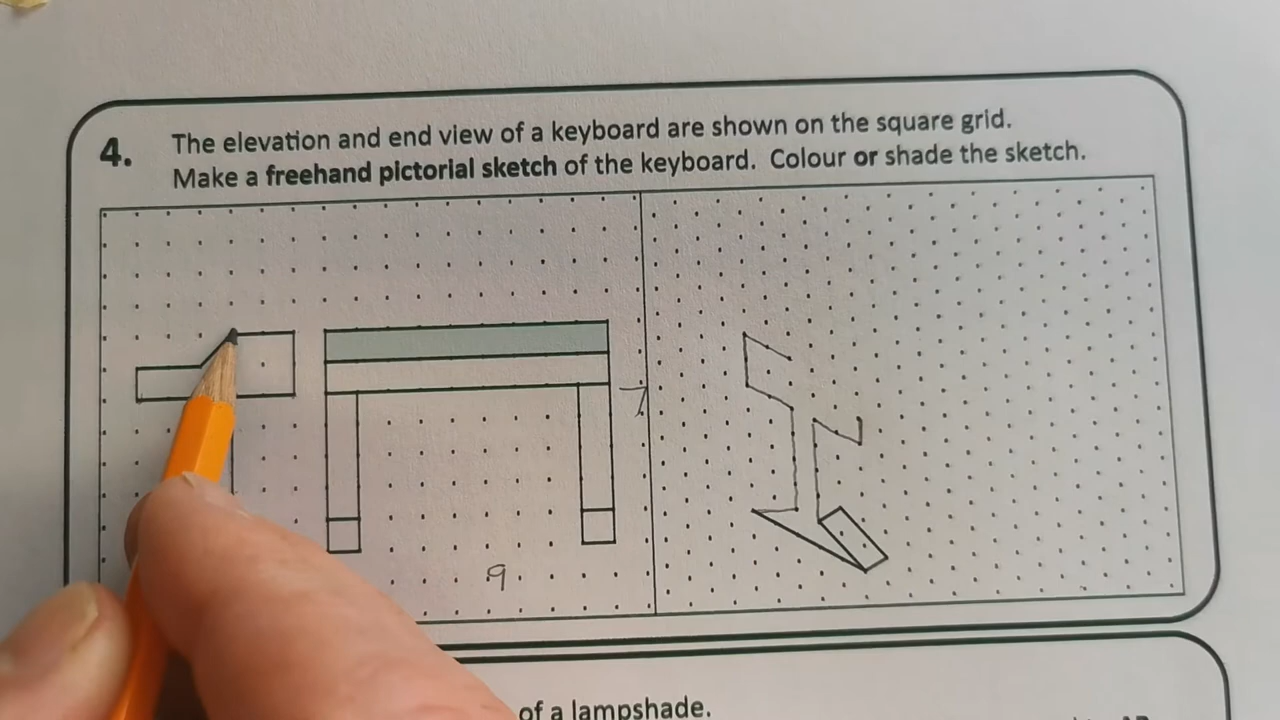 4. The elevation and end view of a keyboard are shown on the square grid.
Make a freehand pictorial sketch of the keyboard. Colour or shade the sketch.
7
9
of a lampshade.